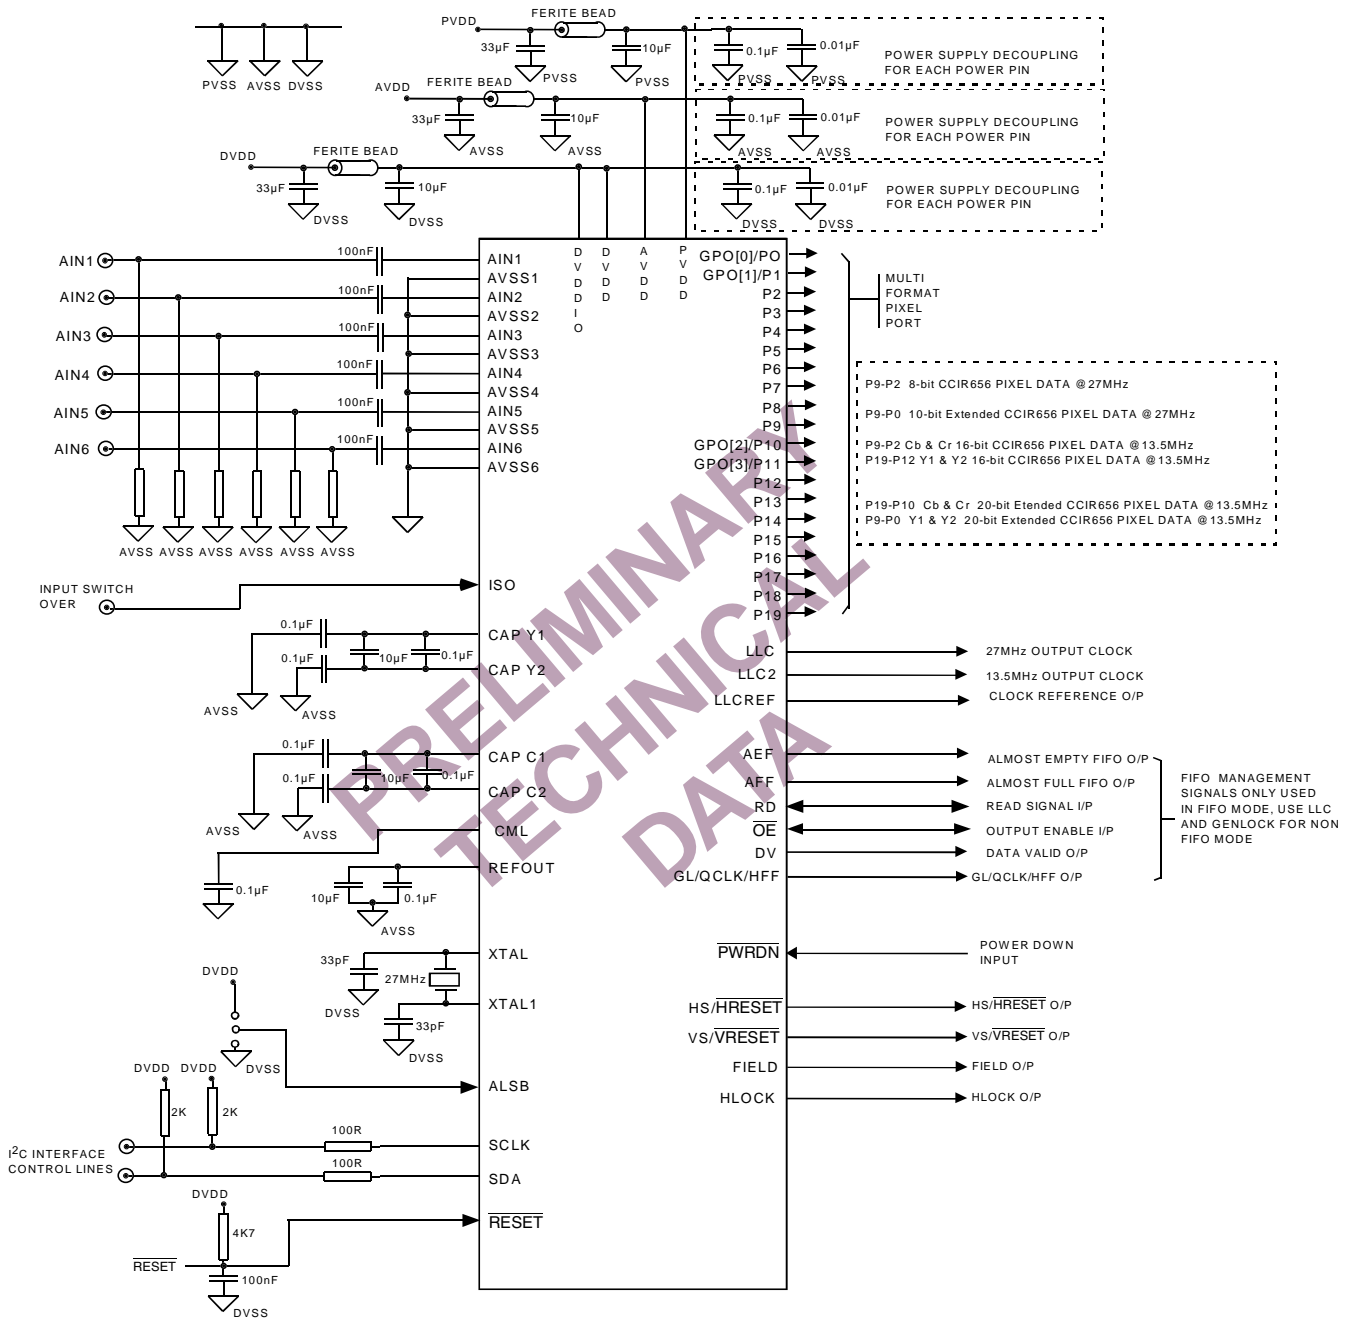 FERITE BEAD
PVDD
33µF
10µF
0.1µF
0.01µF
POWER SUPPLY DECOUPLING
FOR EACH POWER PIN
PVSS AVSS DVSS
PVSS
PVSS
PVSS
PVSS
FERITE BEAD
AVDD
33µF
10µF
0.1µF
0.01µF
POWER SUPPLY DECOUPLING
FOR EACH POWER PIN
AVSS
AVSS
AVSS
AVSS
FERITE BEAD
DVDD
33µF
10µF
0.1µF
0.01µF
POWER SUPPLY DECOUPLING
FOR EACH POWER PIN
DVSS
DVSS
DVSS
DVSS
DVDDIO
DVDD
AVDD
PVDD
AIN1
100nF
AIN1
AVSS1
AIN2
100nF
AIN2
AVSS2
AIN3
100nF
AIN3
AVSS3
AIN4
100nF
AIN4
AVSS4
AIN5
100nF
AIN5
AVSS5
AIN6
100nF
AIN6
AVSS6
AVSS AVSS AVSS AVSS AVSS AVSS
GPO[0]/PO
GPO[1]/P1
P2
P3
P4
P5
P6
P7
P8
P9
GPO[2]/P10
GPO[3]/P11
P12
P13
P14
P15
P16
P17
P18
P19
MULTI
FORMAT
PIXEL
PORT
P9-P2 8-bit CCIR656 PIXEL DATA @27MHz
P9-P0 10-bit Extended CCIR656 PIXEL DATA @27MHz
P9-P2 Cb & Cr 16-bit CCIR656 PIXEL DATA @13.5MHz
P19-P12 Y1 & Y2 16-bit CCIR656 PIXEL DATA @13.5MHz
P19-P10 Cb & Cr 20-bit Etended CCIR656 PIXEL DATA @13.5MHz
P9-P0 Y1 & Y2 20-bit Extended CCIR656 PIXEL DATA @13.5MHz
INPUT SWITCH
OVER
ISO
0.1µF
CAP Y1
0.1µF
10µF
0.1µF
CAP Y2
AVSS
AVSS
0.1µF
CAP C1
0.1µF
10µF
0.1µF
CAP C2
AVSS
AVSS
CML
0.1µF
REFOUT
10µF
0.1µF
AVSS
XTAL
33pF
27MHz
DVSS
XTAL1
33pF
DVSS
DVDD
DVSS
ALSB
DVDD
DVDD
2K
2K
I2C INTERFACE
CONTROL LINES
100R
SCLK
100R
SDA
DVDD
4K7
RESET
RESET
100nF
DVSS
LLC
27MHz OUTPUT CLOCK
LLC2
13.5MHz OUTPUT CLOCK
LLCREF
CLOCK REFERENCE O/P
AEF
ALMOST EMPTY FIFO O/P
AFF
ALMOST FULL FIFO O/P
RD
READ SIGNAL I/P
OE
OUTPUT ENABLE I/P
DV
DATA VALID O/P
GL/QCLK/HFF
GL/QCLK/HFF O/P
FIFO MANAGEMENT
SIGNALS ONLY USED
IN FIFO MODE, USE LLC
AND GENLOCK FOR NON
FIFO MODE
PWRDN
POWER DOWN
INPUT
HS/HRESET
HS/HRESET O/P
VS/VRESET
VS/VRESET O/P
FIELD
FIELD O/P
HLOCK
HLOCK O/P
PRELIMINARY
TECHNICAL
DATA